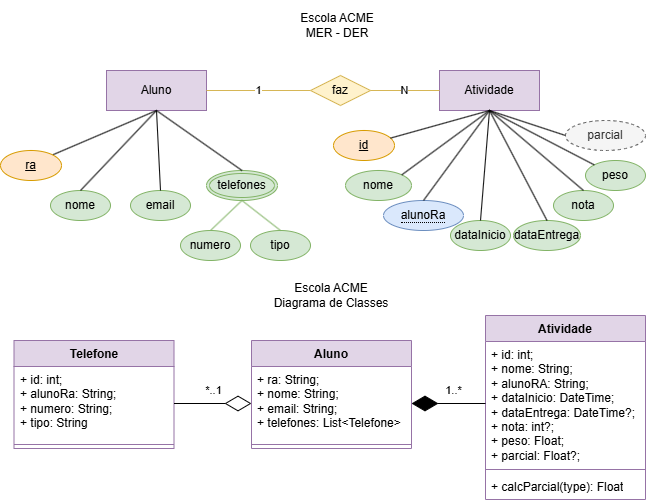 Escola ACME
MER - DER
Aluno
1
faz
N
Atividade
parcial
ra
id
peso
telefones
nome
nome
email
alunoRa
nota
numero
tipo
dataInicio
dataEntrega
Escola ACME
Diagrama de Classes
Telefone
+ id: int;
+ alunoRa: String;
+ numero: String;
+ tipo: String
*..1
Aluno
+ ra: String;
+ nome: String;
+ email: String;
+ telefones: List<Telefone>
1..*
Atividade
+ id: int;
+ nome: String;
+ alunoRA: String;
+ dataInicio: DateTime;
+ dataEntrega: DateTime?;
+ nota: int?;
+ peso: Float;
+ parcial: Float?;
+ calcParcial(type): Float